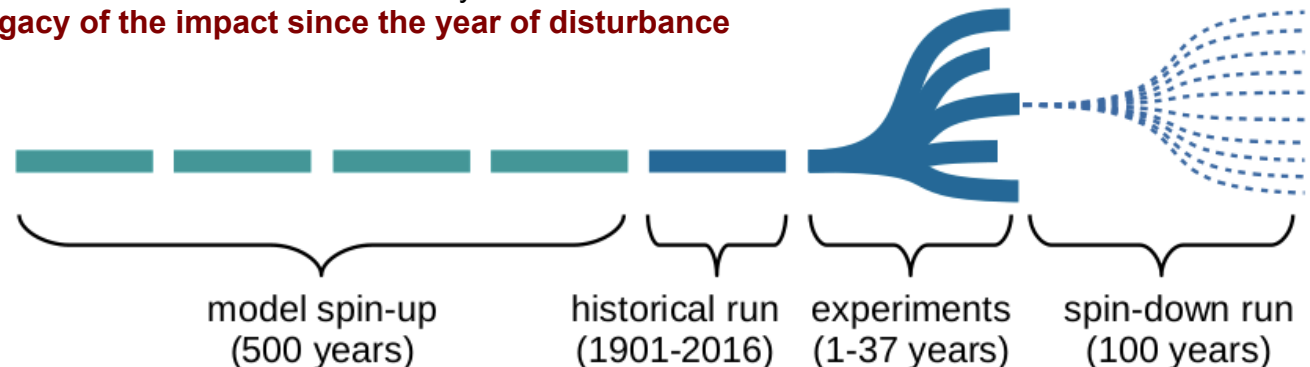 gacy of the impact since the year of disturbance
model spin-up
(500 years)
historical run
(1901-2016)
experiments
(1-37 years)
spin-down run
(100 years)